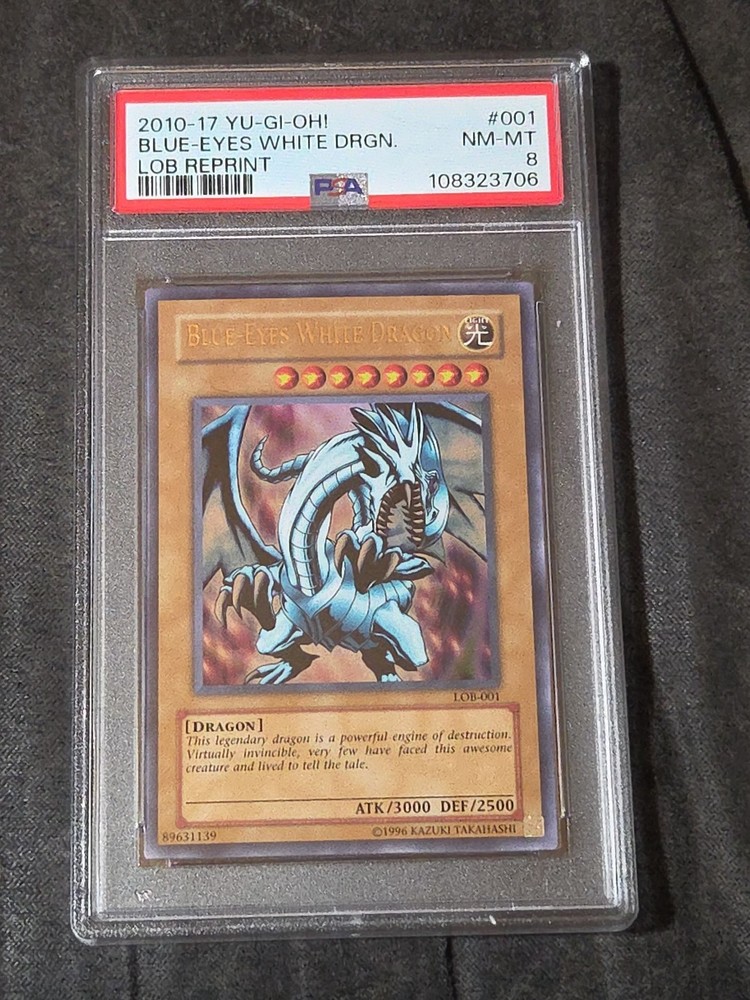 2010-17 YU-GI-OH! #001
BLUE-EYES WHITE DRGN. NM-MT
LOB REPRINT 8
PSA 108323706
BLUE-EYES WHITE DRAGON
LIGHT
光
LOB-001
[DRAGON]
This legendary dragon is a powerful engine of destruction.
Virtually invincible, very few have faced this awesome
creature and lived to tell the tale.
ATK/3000 DEF/2500
89631139 ©1996 KAZUKI TAKAHASHI